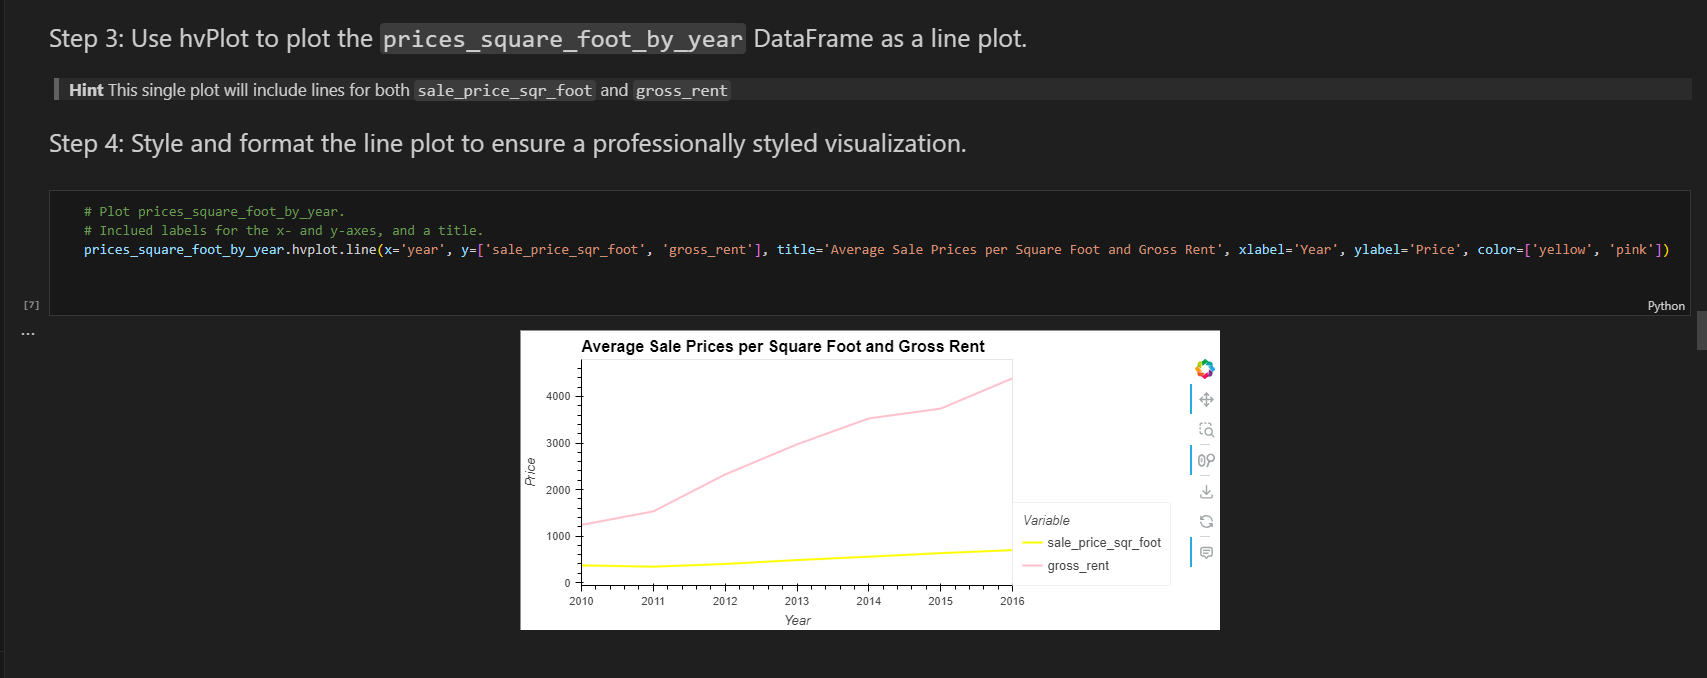 Step 3: Use hvPlot to plot the prices_square_foot_by_year DataFrame as a line plot.
Hint This single plot will include lines for both sale_price_sqr_foot and gross_rent
Step 4: Style and format the line plot to ensure a professionally styled visualization.
# Plot prices_square_foot_by_year.
# Inclued labels for the x- and y-axes, and a title.
prices_square_foot_by_year.hvplot.line(x='year', y=['sale_price_sqr_foot', 'gross_rent'], title='Average Sale Prices per Square Foot and Gross Rent', xlabel='Year', ylabel='Price', color=['yellow', 'pink'])
[7]
Python
...
Average Sale Prices per Square Foot and Gross Rent
4000
3000
2000
1000
0
Price
2010 2011 2012 2013 2014 2015 2016
Year
Variable
sale_price_sqr_foot
gross_rent